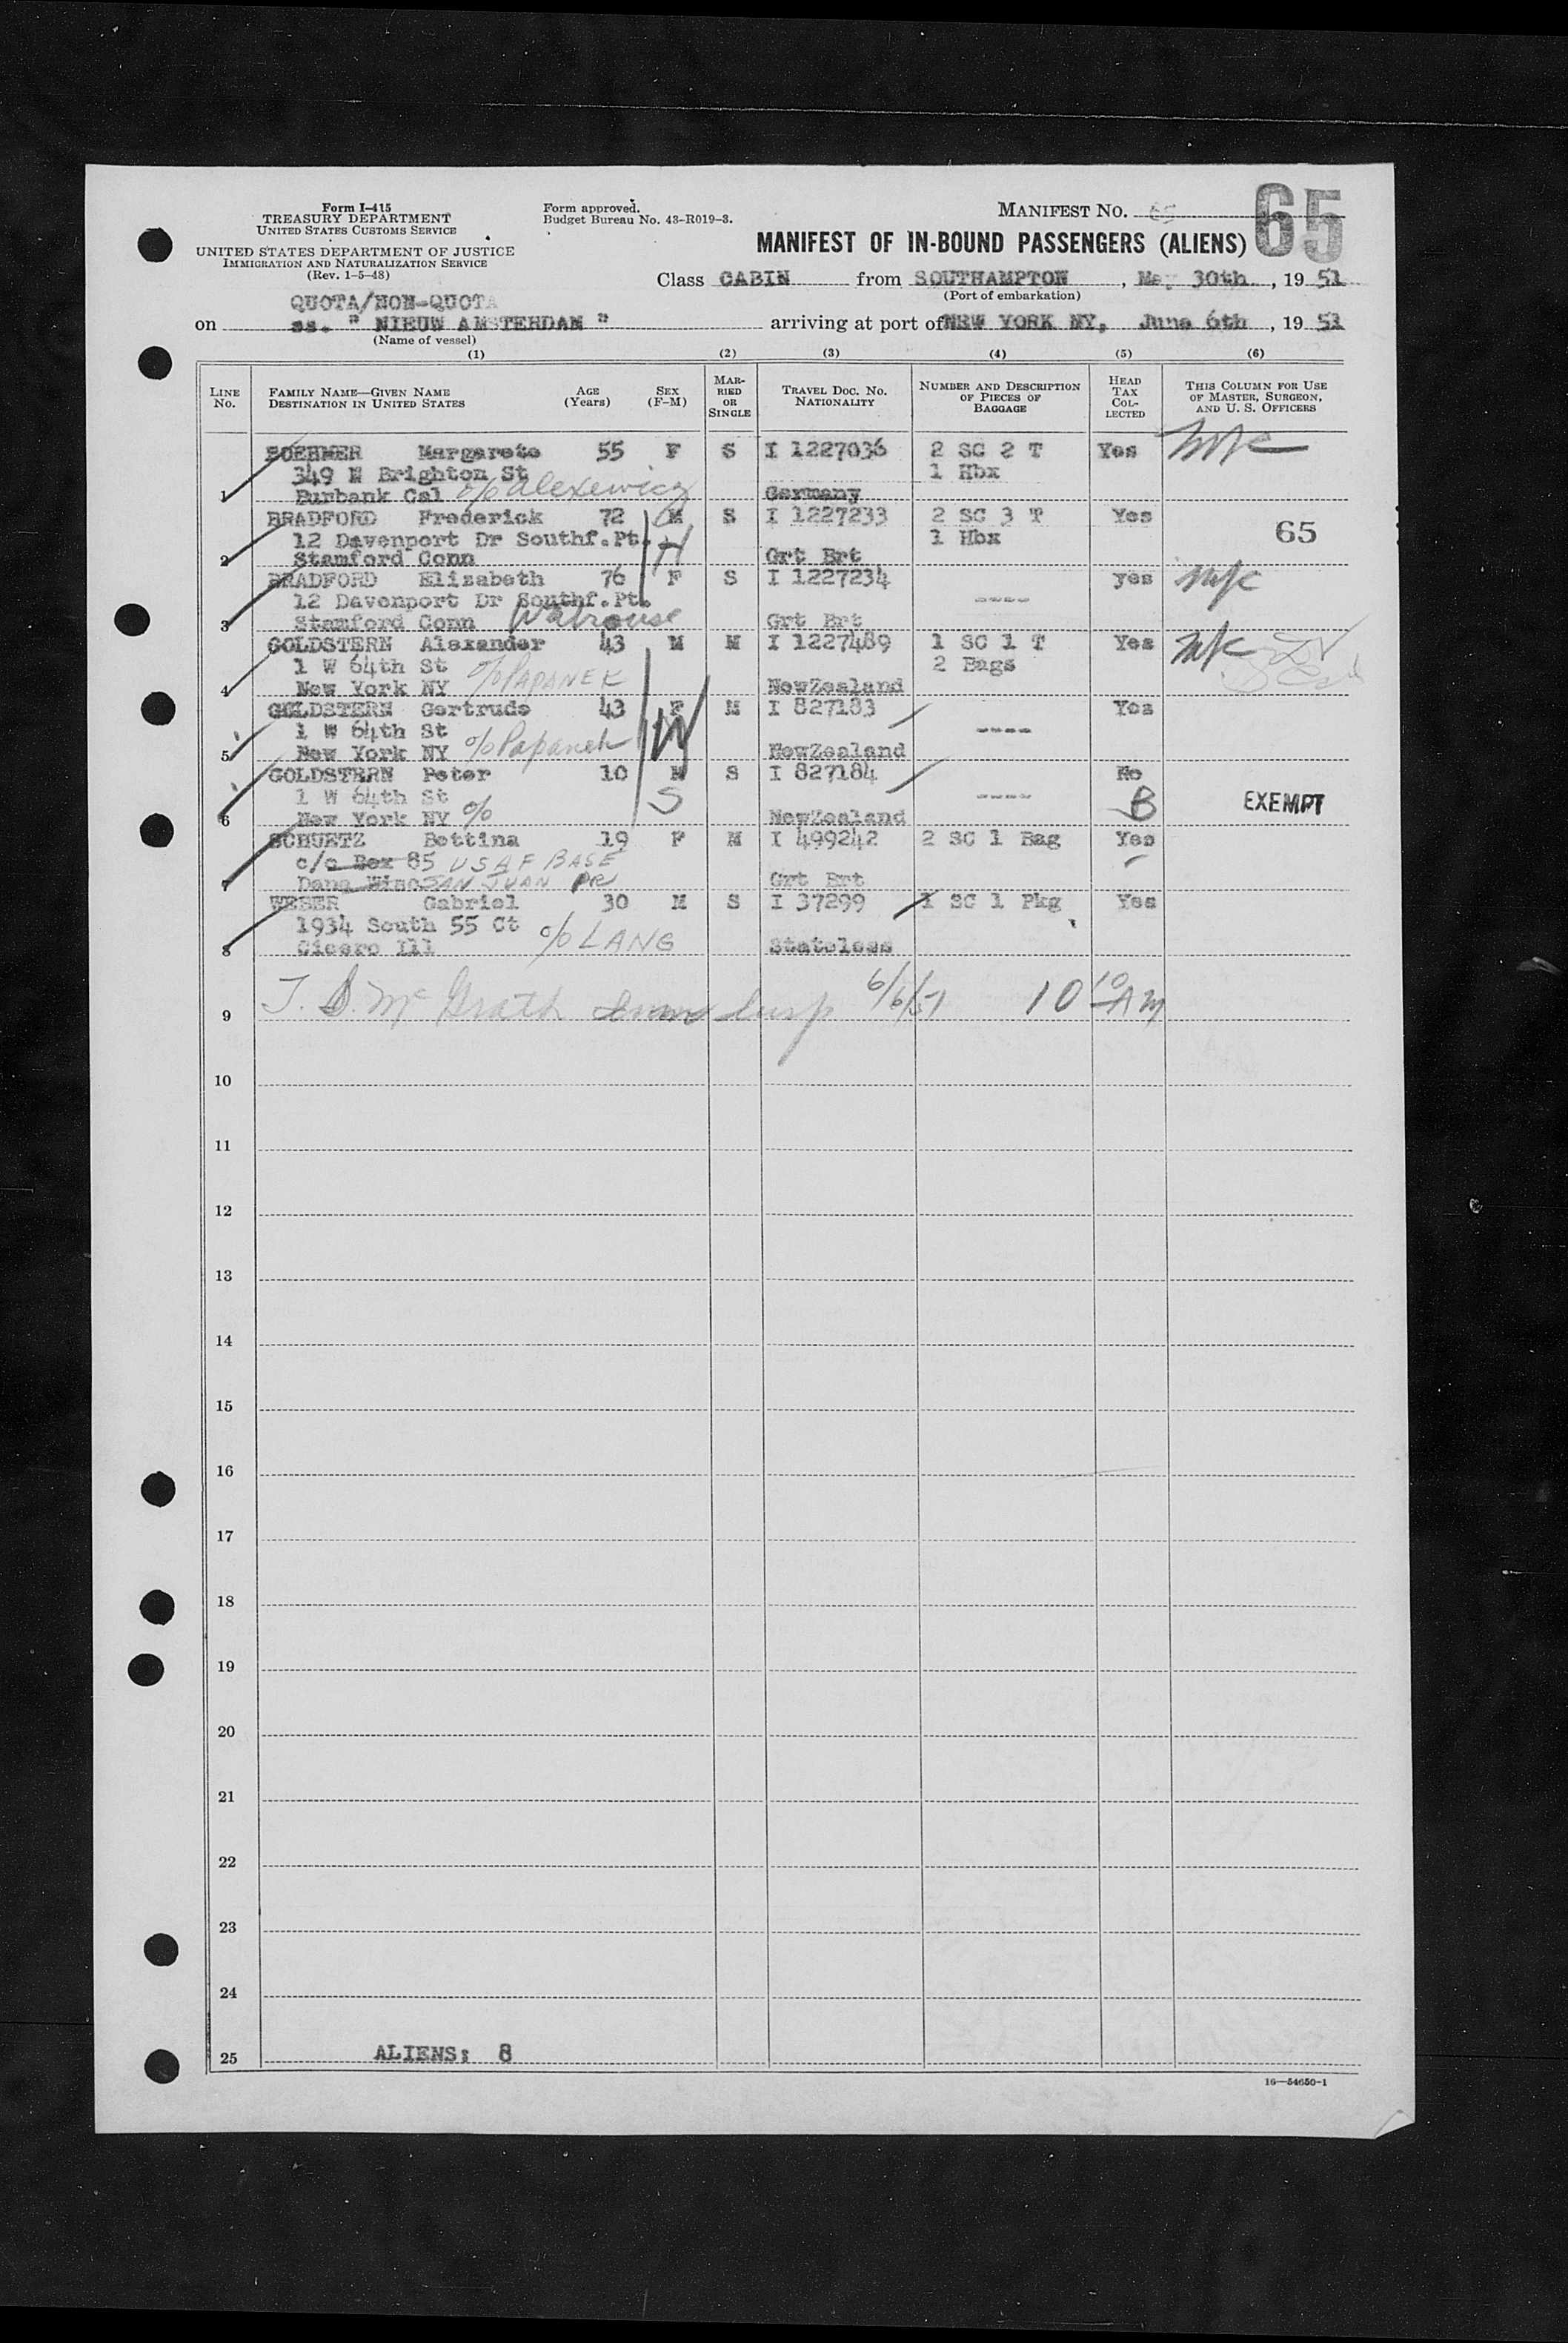 Form I-415
TREASURY DEPARTMENT
UNITED STATES CUSTOMS SERVICE
UNITED STATES DEPARTMENT OF JUSTICE
IMMIGRATION AND NATURALIZATION SERVICE
(Rev. 1-5-48)
Form approved.
Budget Bureau No. 43-R019-3.
MANIFEST NO. 65
65
MANIFEST OF IN-BOUND PASSENGERS (ALIENS)
Class CABIN from SOUTHAMPTON, May 30th, 1951
(Port of embarkation)
QUOTA/NON-QUOTA
on ss. " NIEUW AMSTERDAM " arriving at port of NEW YORK NY, June 6th, 1951
(Name of vessel)
(1) (2) (3) (4) (5) (6)
LINE No. FAMILY NAME—GIVEN NAME DESTINATION IN UNITED STATES AGE (Years) SEX (F-M) MARRIED OR SINGLE TRAVEL DOC. NO. NATIONALITY NUMBER AND DESCRIPTION OF PIECES OF BAGGAGE HEAD TAX COLLECTED THIS COLUMN FOR USE OF MASTER, SURGEON, AND U. S. OFFICERS
BOEHMER Margarete 55 F S I 1227036 2 SC 2 T Yes
349 N Brighton St 1 Hbx
1 Burbank Cal c/o Alexewicz Germany
BRADFORD Frederick 72 M S I 1227233 2 SC 3 T Yes
12 Davenport Dr Southf.Pt. H 1 Hbx 65
2 Stamford Conn Grt Brt
BRADFORD Elizabeth 76 F S I 1227234 ---- yes
12 Davenport Dr Southf.Pt.
3 Stamford Conn Watrouse Grt Brt
GOLDSTERN Alexander 43 M M I 1227489 1 SC 1 T Yes
1 W 64th St 2 Bags
4 New York NY c/o PAPANEK NewZealand
GOLDSTERN Gertrude 43 F M I 827183 ---- Yes
1 W 64th St
5 New York NY c/o Papanek W NewZealand
GOLDSTERN Peter 10 M S I 827184 ---- No
1 W 64th St S B EXEMPT
6 New York NY c/o NewZealand
SCHUETZ Bettina 19 F M I 499242 2 SC 1 Bag Yes
c/o Box 85 USAF BASE
7 Dane Wisc SAN JUAN PR Grt Brt
WEBER Gabriel 30 M S I 37299 1 SC 1 Pkg Yes
1934 South 55 Ct
8 Cicero Ill c/o LANG Stateless
9 T. S. McGrath Imm Insp 6/6/51 10 10 AM
10
11
12
13
14
15
16
17
18
19
20
21
22
23
24
25 ALIENS: 8
16—54650-1